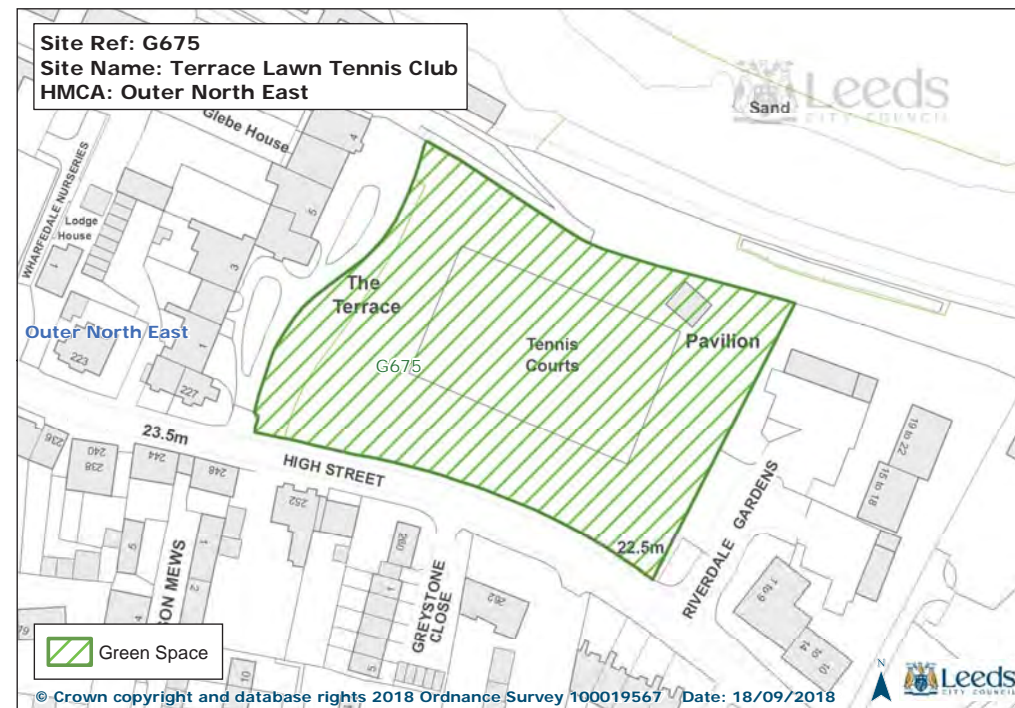 Site Ref: G675
Site Name: Terrace Lawn Tennis Club
HMCA: Outer North East
Leeds
CITY COUNCIL
Sand
Glebe House
4
5
WHARFEDALE NURSERIES
Lodge
House
1
3
The
Terrace
Outer North East
223
1
227
G675
Tennis
Courts
Pavilion
19 to 22
15 to 18
23.5m
HIGH STREET
236
240
238
244
248
252
260
262
22.5m
RIVERDALE GARDENS
1 to 9
10
14
5
1
2
4
SON MEWS
GREYSTONE
CLOSE
1
5
10
Green Space
© Crown copyright and database rights 2018 Ordnance Survey 100019567 Date: 18/09/2018
N
Leeds
CITY COUNCIL